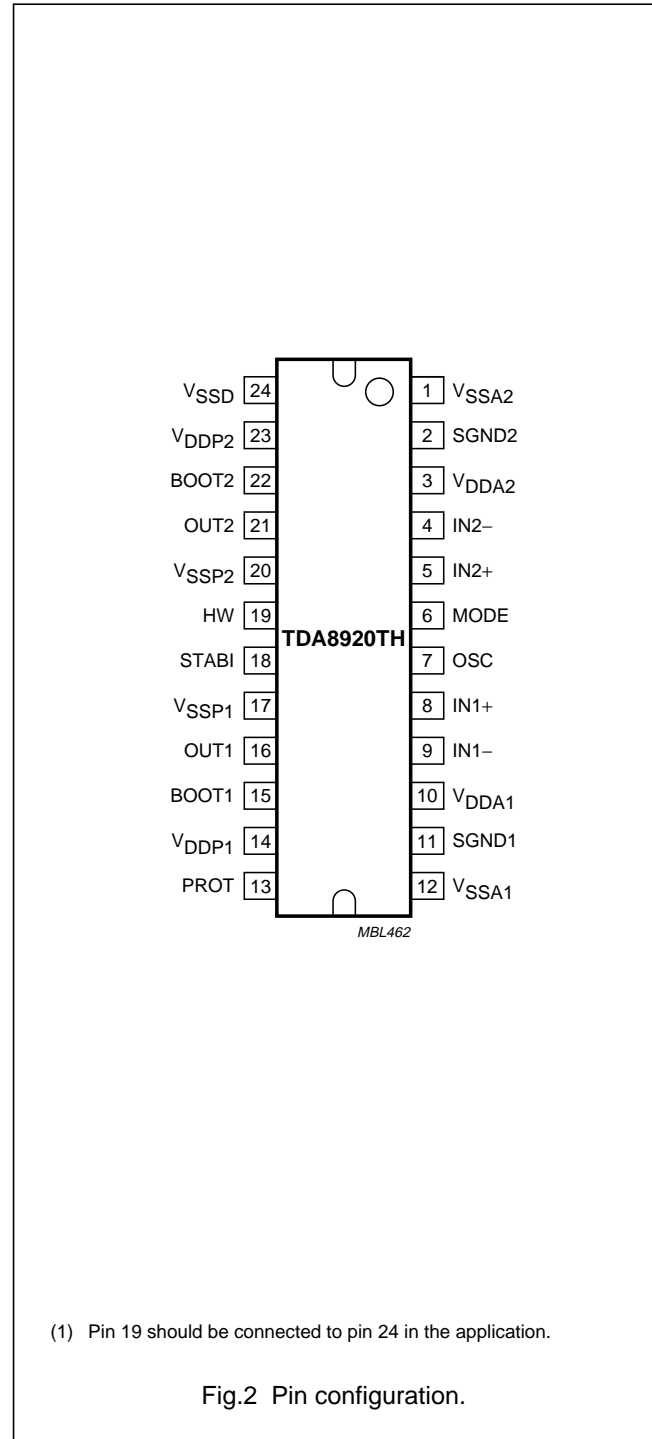 VSSD 24 1 VSSA2
VDDP2 23 2 SGND2
BOOT2 22 3 VDDA2
OUT2 21 4 IN2−
VSSP2 20 5 IN2+
HW 19 6 MODE
TDA8920TH
STABI 18 7 OSC
VSSP1 17 8 IN1+
OUT1 16 9 IN1−
BOOT1 15 10 VDDA1
VDDP1 14 11 SGND1
PROT 13 12 VSSA1
MBL462
(1) Pin 19 should be connected to pin 24 in the application.
Fig.2 Pin configuration.